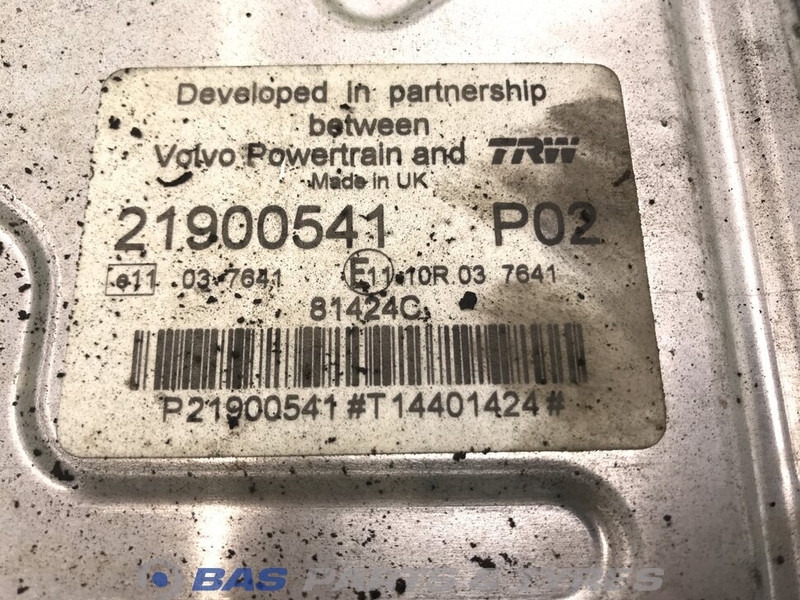 Developed in partnership
between
Volvo Powertrain and TRW
Made in UK
21900541 P02
e11 03 7641 E11 10R 03 7641
81424C
P21900541#T14401424#
BAS PARTS & TYRES